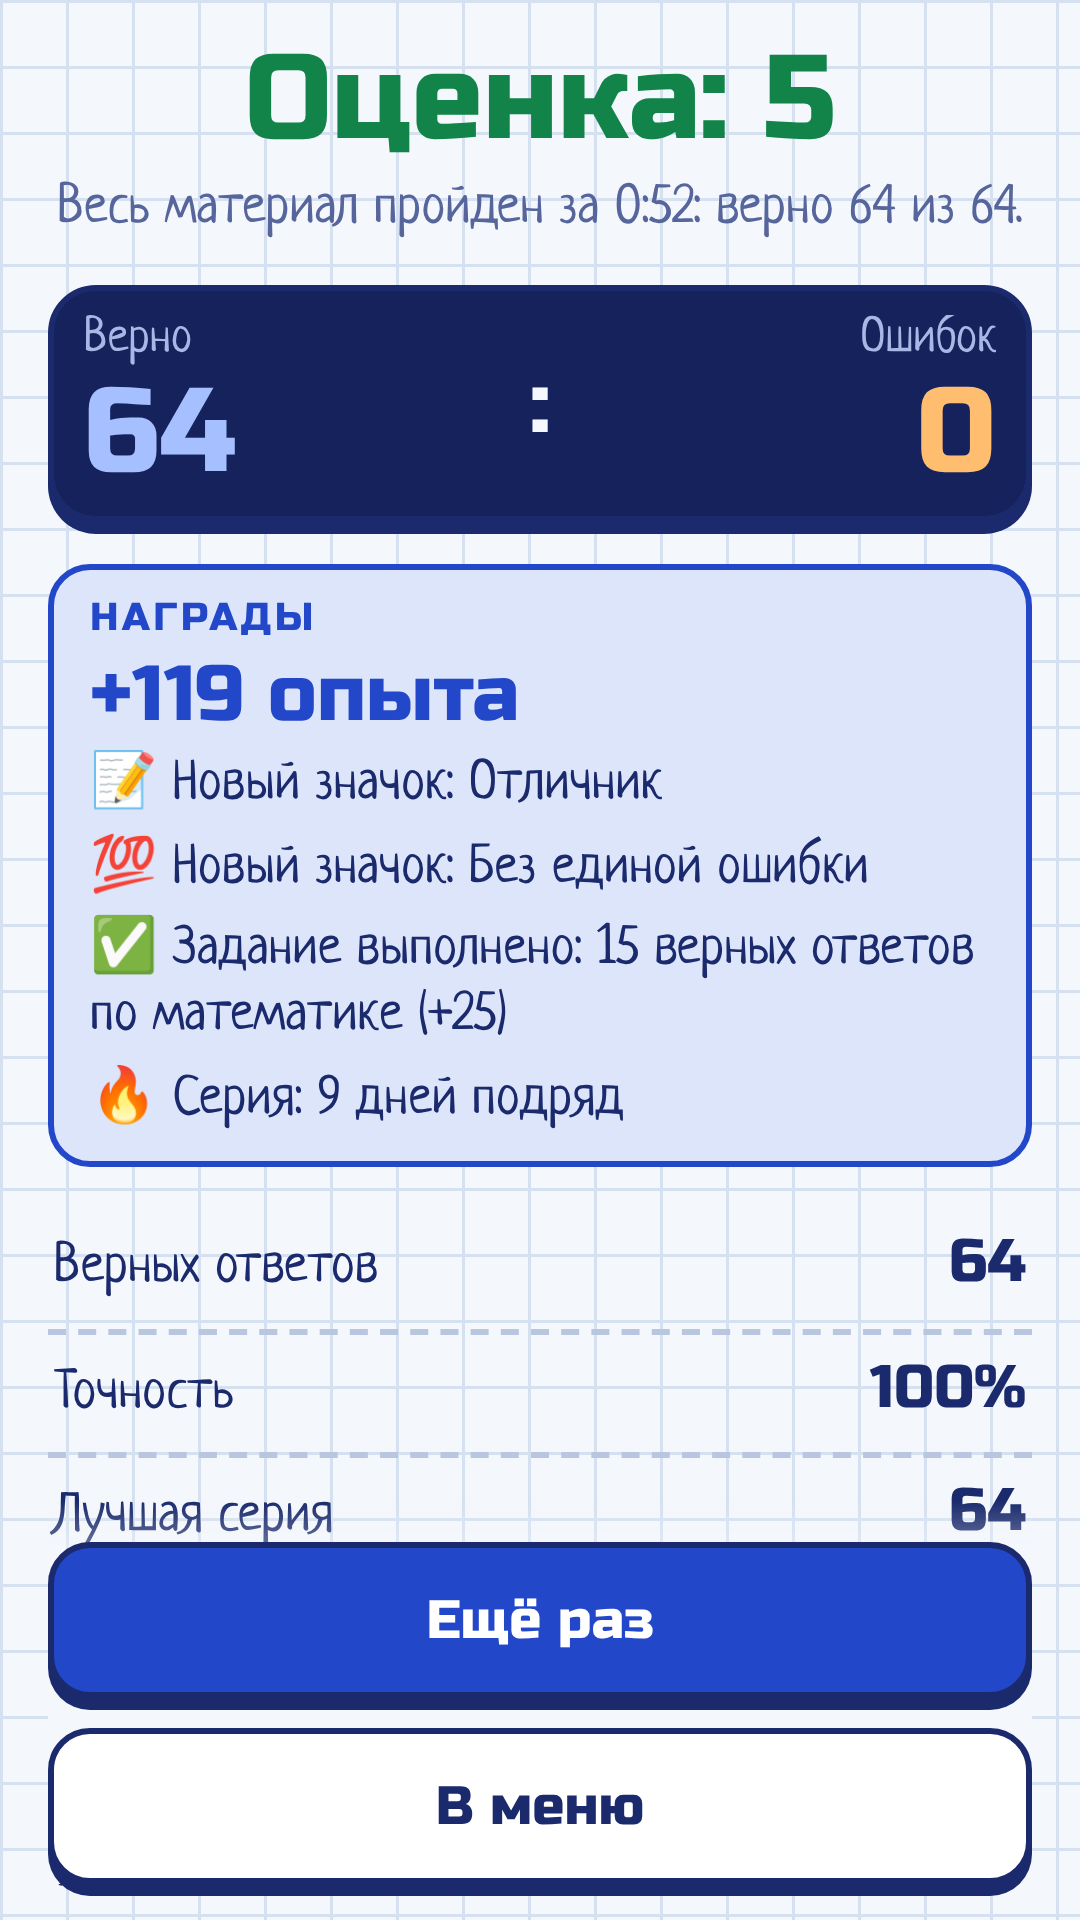 Оценка: 5
Весь материал пройден за 0:52: верно 64 из 64.
Верно
Ошибок
64 : 0
НАГРАДЫ
+119 опыта
📝 Новый значок: Отличник
💯 Новый значок: Без единой ошибки
✅ Задание выполнено: 15 верных ответов
по математике (+25)
🔥 Серия: 9 дней подряд
Верных ответов 64
Точность 100%
Лучшая серия 64
Ещё раз
В меню